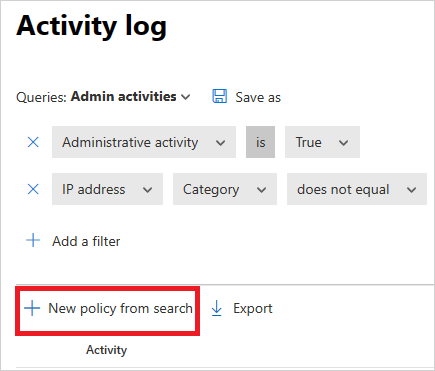 Activity log
Queries: Admin activities Save as
Administrative activity is True
IP address Category does not equal
Add a filter
New policy from search Export
Activity